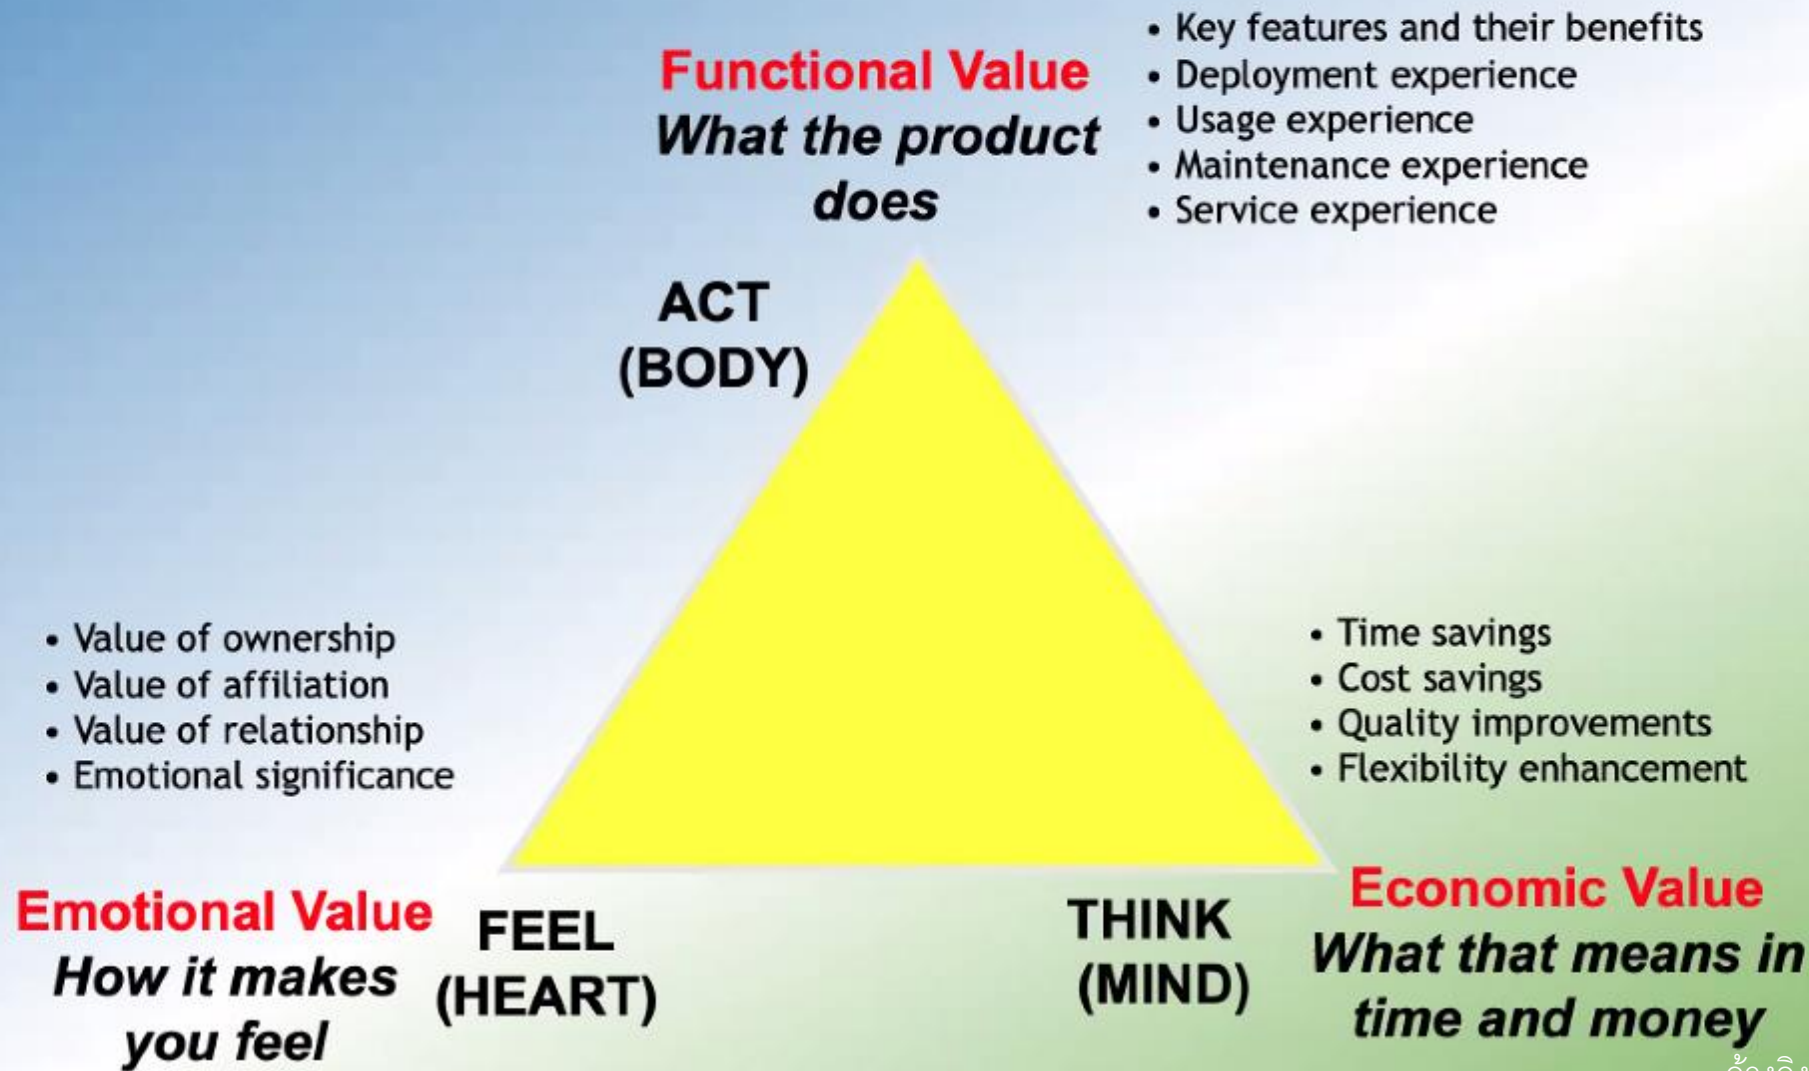 Functional Value
What the product
does
• Key features and their benefits
• Deployment experience
• Usage experience
• Maintenance experience
• Service experience
ACT
(BODY)
• Value of ownership
• Value of affiliation
• Value of relationship
• Emotional significance
• Time savings
• Cost savings
• Quality improvements
• Flexibility enhancement
Emotional Value
How it makes
you feel
FEEL
(HEART)
THINK
(MIND)
Economic Value
What that means in
time and money